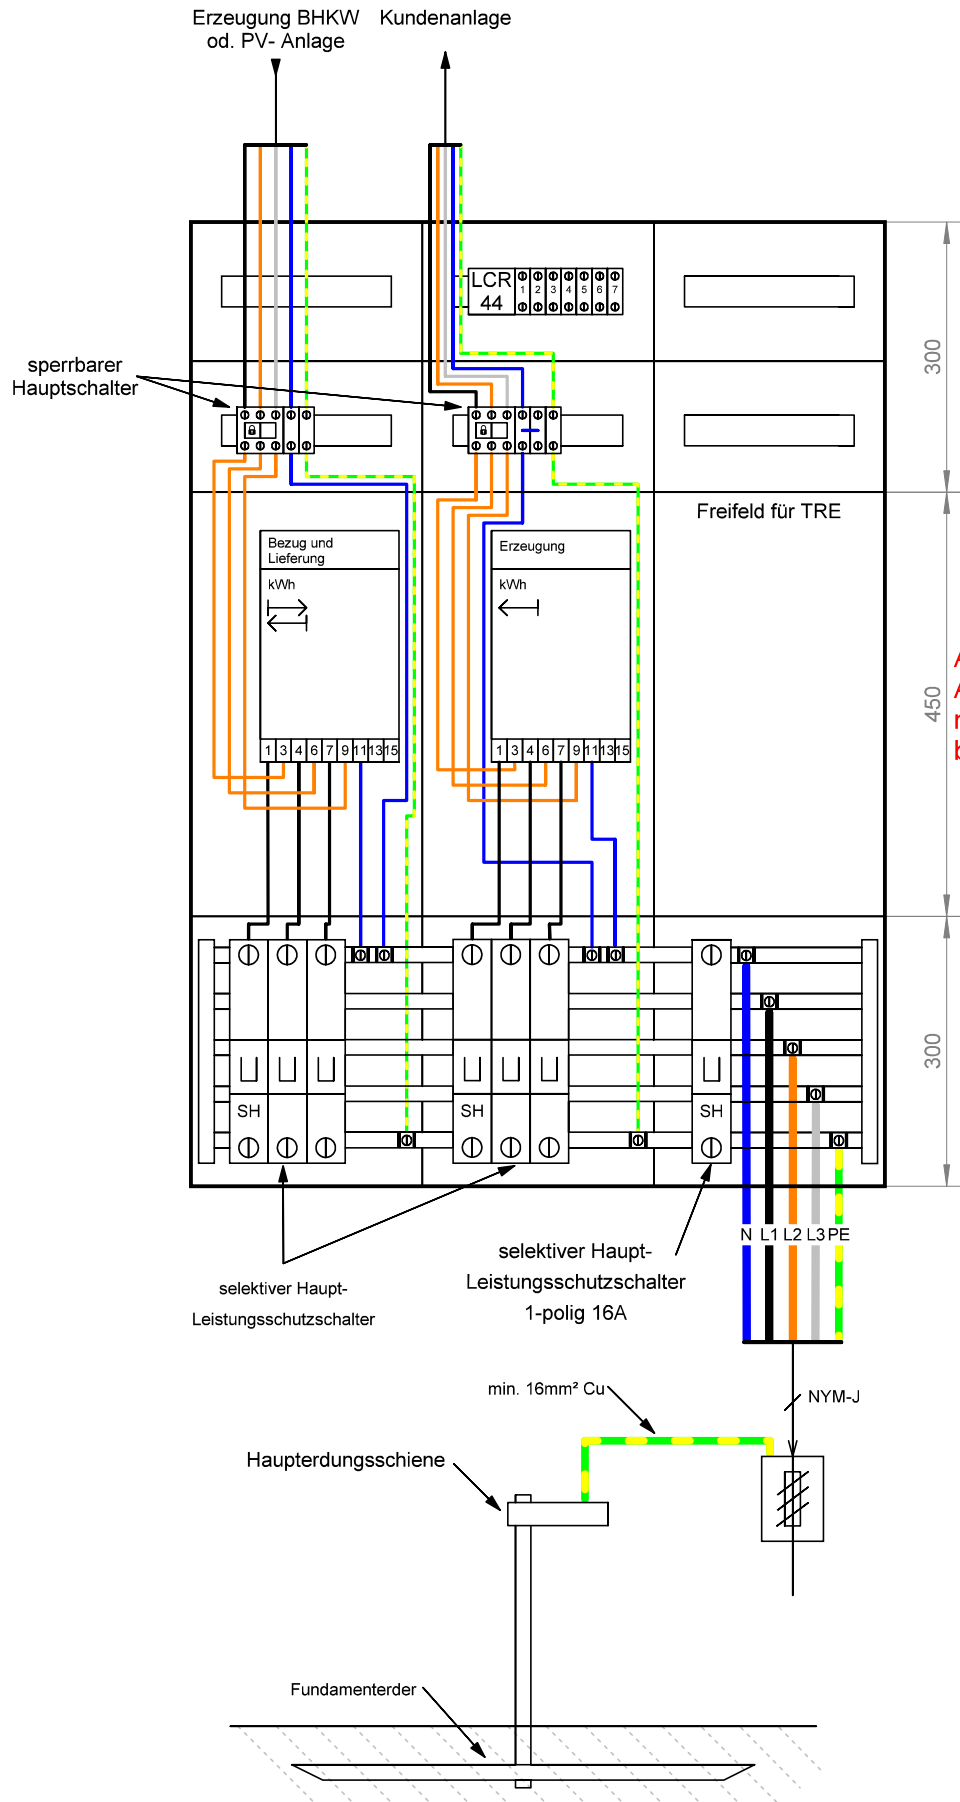 Erzeugung BHKW
od. PV- Anlage
Kundenanlage
LCR
44
1 2 3 4 5 6 7
300
sperrbarer
Hauptschalter
Freifeld für TRE
Bezug und
Lieferung
kWh
1 3 4 6 7 9 11 13 15
Erzeugung
kWh
1 3 4 6 7 9 11 13 15
450
300
SH
SH
SH
N L1 L2 L3 PE
selektiver Haupt-
Leistungsschutzschalter
selektiver Haupt-
Leistungsschutzschalter
1-polig 16A
min. 16mm² Cu
NYM-J
Haupterdungsschiene
Fundamenterder